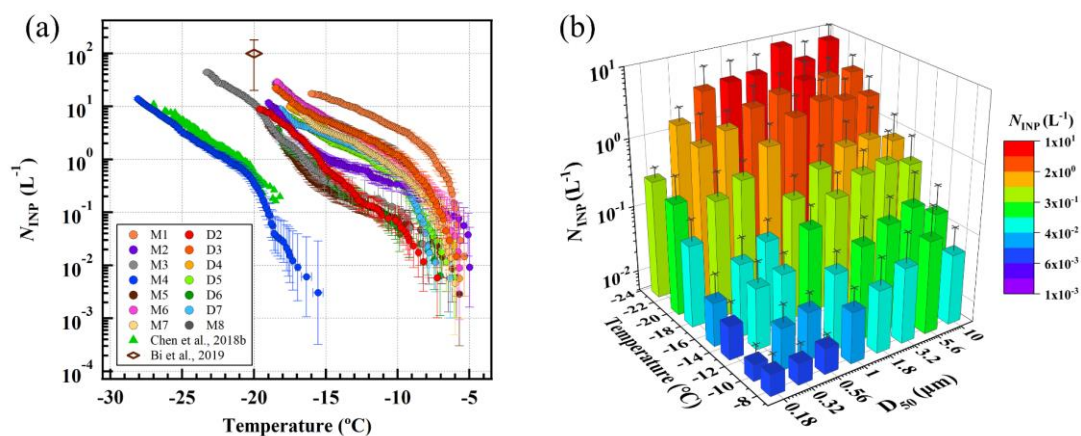 (a)
10²
10¹
10⁰
10⁻¹
10⁻²
10⁻³
10⁻⁴
N_INP (L⁻¹)
M1 D2
M2 D3
M3 D4
M4 D5
M5 D6
M6 D7
M7 M8
Chen et al., 2018b
Bi et al., 2019
-30 -25 -20 -15 -10 -5
Temperature (ºC)
(b)
10¹
10⁰
10⁻¹
10⁻²
N_INP (L⁻¹)
-24
-22
-20
-18
-16
-14
-12
-10
-8
Temperature (°C)
0.18
0.32
0.56
1
1.8
3.2
5.6
10
D₅₀ (μm)
N_INP (L⁻¹)
1x10¹
2x10⁰
3x10⁻¹
4x10⁻²
6x10⁻³
1x10⁻³